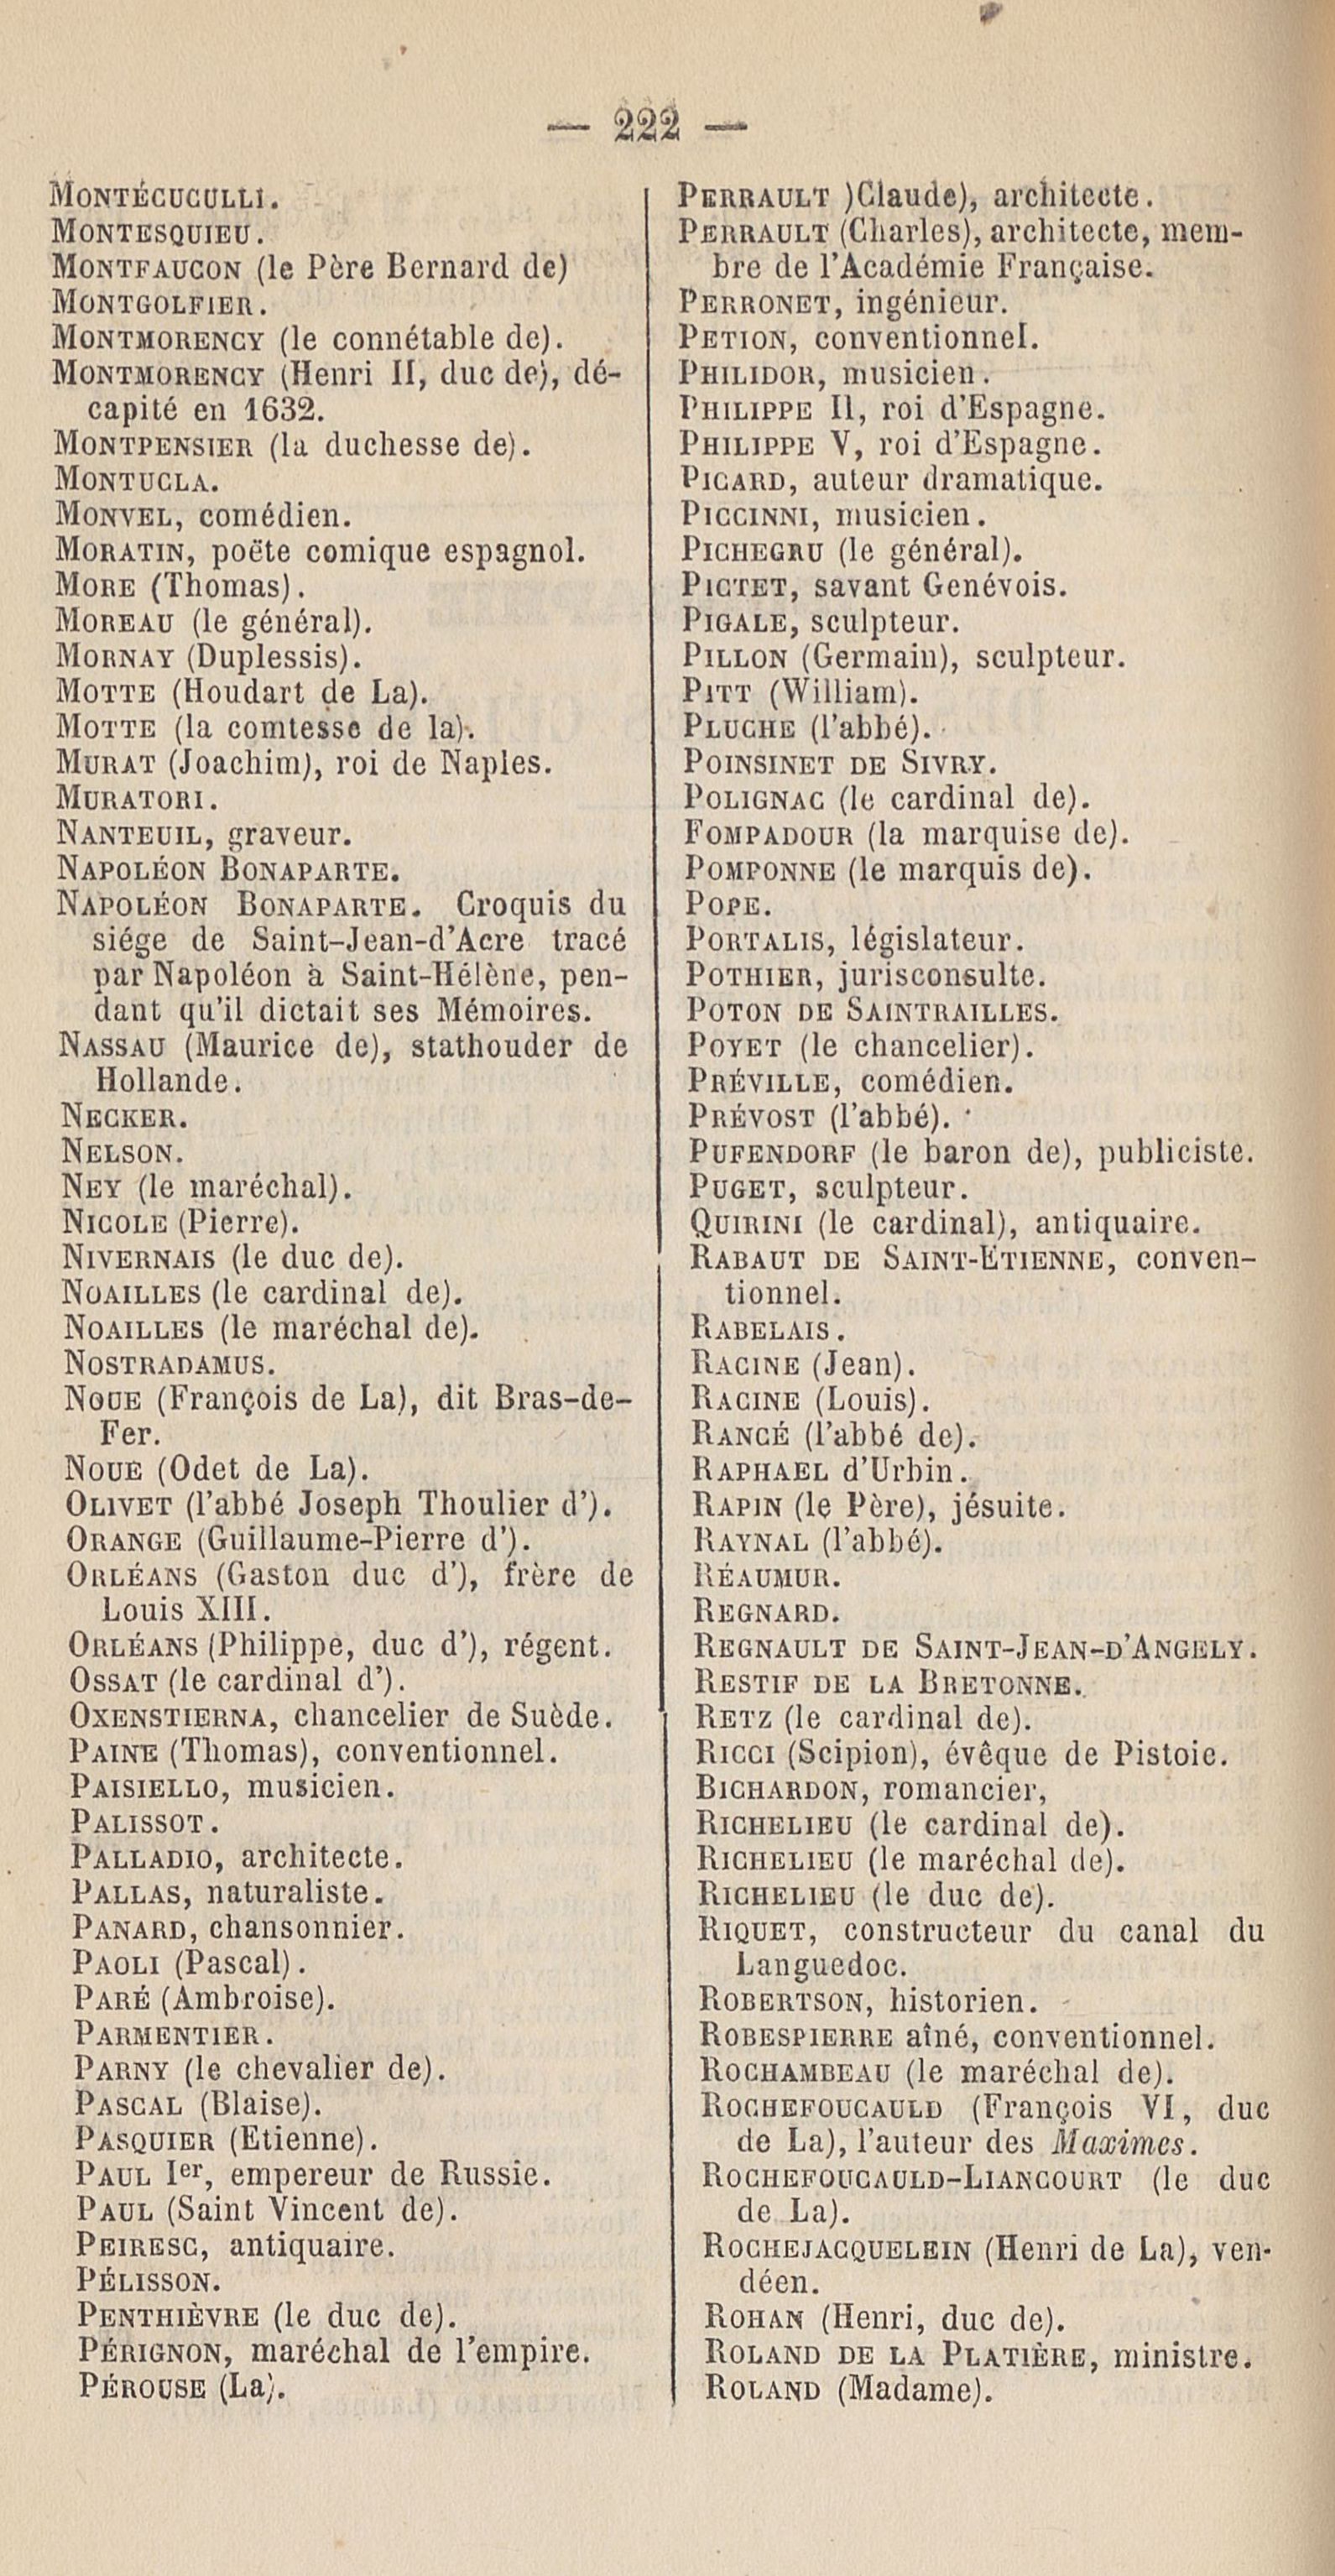 — 222 —
MONTÉCUCULLI.
MONTESQUIEU.
MONTFAUCON (le Père Bernard de)
MONTGOLFIER.
MONTMORENCY (le connétable de).
MONTMORENCY (Henri II, duc de), dé-
capité en 1632.
MONTPENSIER (la duchesse de).
MONTUCLA.
MONVEL, comédien.
MORATIN, poëte comique espagnol.
MORE (Thomas).
MOREAU (le général).
MORNAY (Duplessis).
MOTTE (Houdart de La).
MOTTE (la comtesse de la).
MURAT (Joachim), roi de Naples.
MURATORI.
NANTEUIL, graveur.
NAPOLÉON BONAPARTE.
NAPOLÉON BONAPARTE. Croquis du
siége de Saint-Jean-d'Acre tracé
par Napoléon à Saint-Hélène, pen-
dant qu'il dictait ses Mémoires.
NASSAU (Maurice de), stathouder de
Hollande.
NECKER.
NELSON.
NEY (le maréchal).
NICOLE (Pierre).
NIVERNAIS (le duc de).
NOAILLES (le cardinal de).
NOAILLES (le maréchal de).
NOSTRADAMUS.
NOUE (François de La), dit Bras-de-
Fer.
NOUE (Odet de La).
OLIVET (l'abbé Joseph Thoulier d').
ORANGE (Guillaume-Pierre d').
ORLÉANS (Gaston duc d'), frère de
Louis XIII.
ORLÉANS (Philippe, duc d'), régent.
OSSAT (le cardinal d').
OXENSTIERNA, chancelier de Suède.
PAINE (Thomas), conventionnel.
PAISIELLO, musicien.
PALISSOT.
PALLADIO, architecte.
PALLAS, naturaliste.
PANARD, chansonnier.
PAOLI (Pascal).
PARÉ (Ambroise).
PARMENTIER.
PARNY (le chevalier de).
PASCAL (Blaise).
PASQUIER (Etienne).
PAUL Ier, empereur de Russie.
PAUL (Saint Vincent de).
PEIRESC, antiquaire.
PÉLISSON.
PENTHIÈVRE (le duc de).
PÉRIGNON, maréchal de l'empire.
PÉROUSE (La).
PERRAULT )Claude), architecte.
PERRAULT (Charles), architecte, mem-
bre de l'Académie Française.
PERRONET, ingénieur.
PETION, conventionnel.
PHILIDOR, musicien.
PHILIPPE II, roi d'Espagne.
PHILIPPE V, roi d'Espagne.
PICARD, auteur dramatique.
PICCINNI, musicien.
PICHEGRU (le général).
PICTET, savant Genévois.
PIGALE, sculpteur.
PILLON (Germain), sculpteur.
PITT (William).
PLUCHE (l'abbé).
POINSINET DE SIVRY.
POLIGNAC (le cardinal de).
FOMPADOUR (la marquise de).
POMPONNE (le marquis de).
POPE.
PORTALIS, législateur.
POTHIER, jurisconsulte.
POTON DE SAINTRAILLES.
POYET (le chancelier).
PRÉVILLE, comédien.
PRÉVOST (l'abbé).
PUFENDORF (le baron de), publiciste.
PUGET, sculpteur.
QUIRINI (le cardinal), antiquaire.
RABAUT DE SAINT-ETIENNE, conven-
tionnel.
RABELAIS.
RACINE (Jean).
RACINE (Louis).
RANCÉ (l'abbé de).
RAPHAEL d'Urbin.
RAPIN (le Père), jésuite.
RAYNAL (l'abbé).
RÉAUMUR.
REGNARD.
REGNAULT DE SAINT-JEAN-D'ANGELY.
RESTIF DE LA BRETONNE.
RETZ (le cardinal de).
RICCI (Scipion), évêque de Pistoie.
BICHARDON, romancier,
RICHELIEU (le cardinal de).
RICHELIEU (le maréchal de).
RICHELIEU (le duc de).
RIQUET, constructeur du canal du
Languedoc.
ROBERTSON, historien.
ROBESPIERRE aîné, conventionnel.
ROCHAMBEAU (le maréchal de).
ROCHEFOUCAULD (François VI, duc
de La), l'auteur des Maximes.
ROCHEFOUCAULD-LIANCOURT (le duc
de La).
ROCHEJACQUELEIN (Henri de La), ven-
déen.
ROHAN (Henri, duc de).
ROLAND DE LA PLATIÈRE, ministre.
ROLAND (Madame).